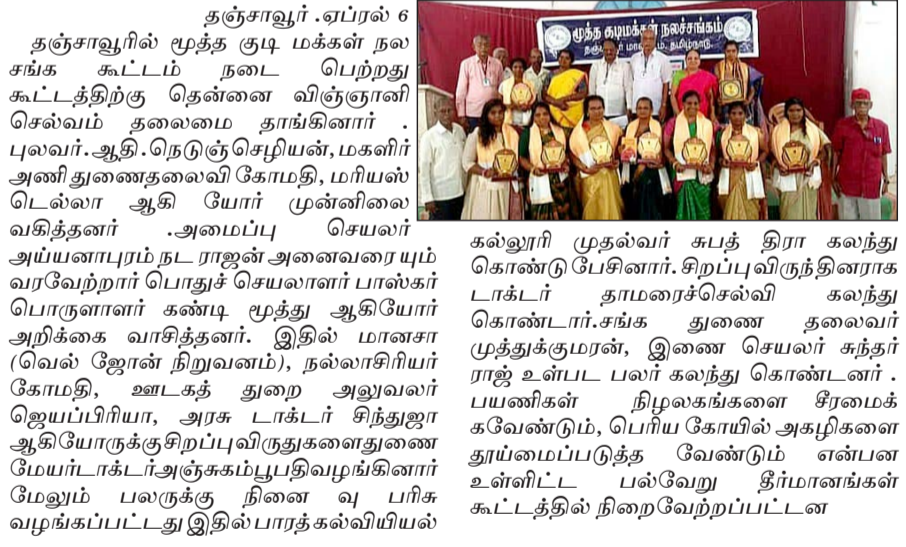 தஞ்சாவூர் .ஏப்ரல் 6
தஞ்சாவூரில் மூத்த குடி மக்கள் நல
சங்க கூட்டம் நடை பெற்றது
கூட்டத்திற்கு தென்னை விஞ்ஞானி
செல்வம் தலைமை தாங்கினார் .
புலவர்.ஆதி.நெடுஞ்செழியன்,மகளிர்
அணி துணைதலைவி கோமதி, மரியஸ்
டெல்லா ஆகி யோர் முன்னிலை
வகித்தனர் .அமைப்பு செயலர்
அய்யனாபுரம் நட ராஜன் அனைவரை யும்
வரவேற்றார் பொதுச் செயலாளர் பாஸ்கர்
பொருளாளர் கண்டி மூத்து ஆகியோர்
அறிக்கை வாசித்தனர். இதில் மானசா
(வெல் ஜோன் நிறுவனம்), நல்லாசிரியர்
கோமதி, ஊடகத் துறை அலுவலர்
ஜெயப்பிரியா, அரசு டாக்டர் சிந்துஜா
ஆகியோருக்குசிறப்புவிருதுகளைதுணை
மேயர்டாக்டர்அஞ்சுகம்பூபதிவழங்கினார்
மேலும் பலருக்கு நினை வு பரிசு
வழங்கப்பட்டது இதில் பாரத்கல்வியியல்
மூத்த குடிமக்கள் நலச்சங்கம்
தஞ்சாவூர் மாவட்டம், தமிழ்நாடு
கல்லூரி முதல்வர் சுபத் திரா கலந்து
கொண்டு பேசினார். சிறப்பு விருந்தினராக
டாக்டர் தாமரைச்செல்வி கலந்து
கொண்டார்.சங்க துணை தலைவர்
முத்துக்குமரன், இணை செயலர் சுந்தர்
ராஜ் உள்பட பலர் கலந்து கொண்டனர் .
பயணிகள் நிழலகங்களை சீரமைக்
கவேண்டும், பெரிய கோயில் அகழிகளை
தூய்மைப்படுத்த வேண்டும் என்பன
உள்ளிட்ட பல்வேறு தீர்மானங்கள்
கூட்டத்தில் நிறைவேற்றப்பட்டன